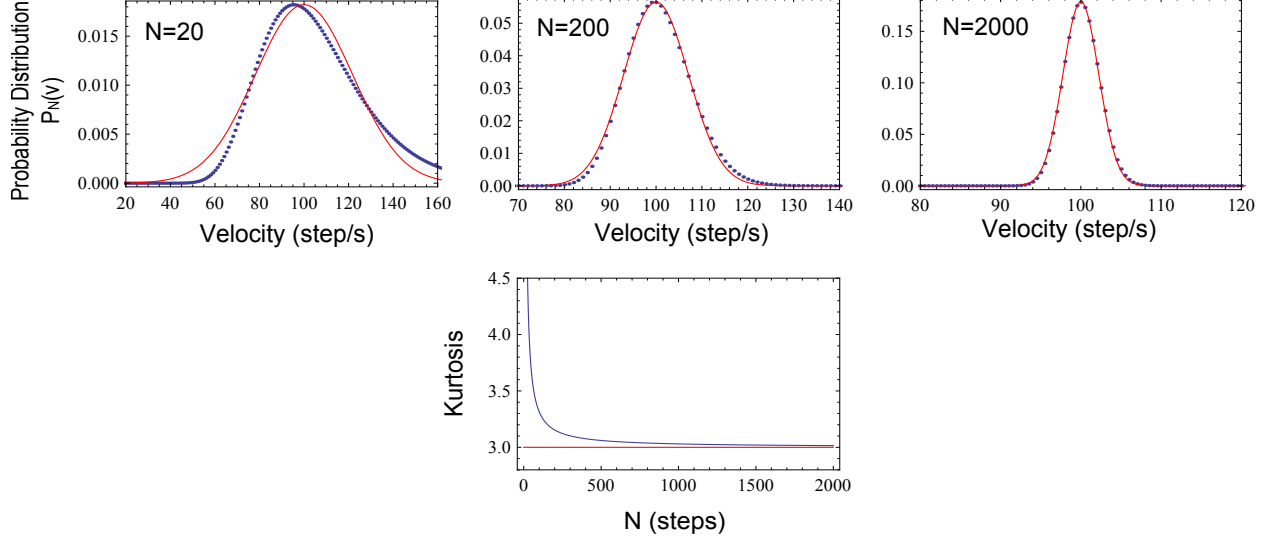 Probability Distribution
P_N(v)
N=20
0.015
0.010
0.005
0.000
20 40 60 80 100 120 140 160
Velocity (step/s)
N=200
0.05
0.04
0.03
0.02
0.01
0.00
70 80 90 100 110 120 130 140
Velocity (step/s)
N=2000
0.15
0.10
0.05
0.00
80 90 100 110 120
Velocity (step/s)
Kurtosis
4.5
4.0
3.5
3.0
0 500 1000 1500 2000
N (steps)